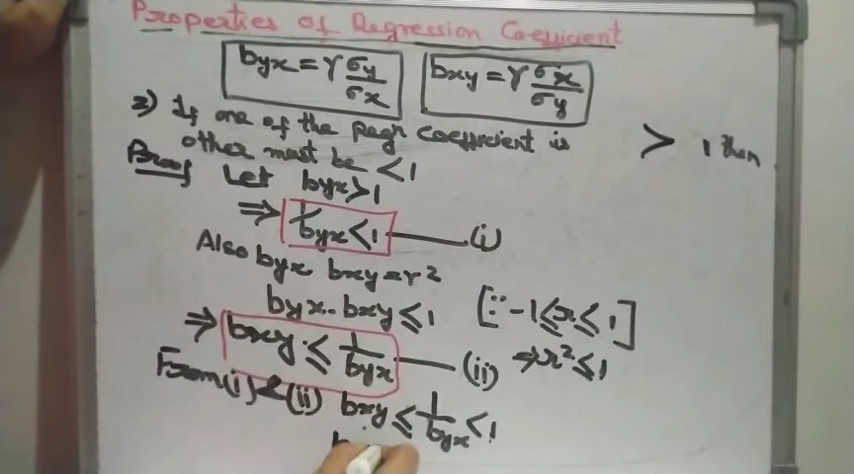 Properties of Regression Coefficient
byx = r σy/σx   bxy = r σx/σy
2) If one of the regr coefficient is > 1 then
other must be < 1
Proof Let byx > 1
⇒ 1/byx < 1 —— (i)
Also byx bxy = r²
byx . bxy ≤ 1 [∵ -1 ≤ r ≤ 1]
⇒ bxy ≤ 1/byx —— (ii) ⇒ r² ≤ 1
From (i) & (ii) bxy ≤ 1/byx < 1
b